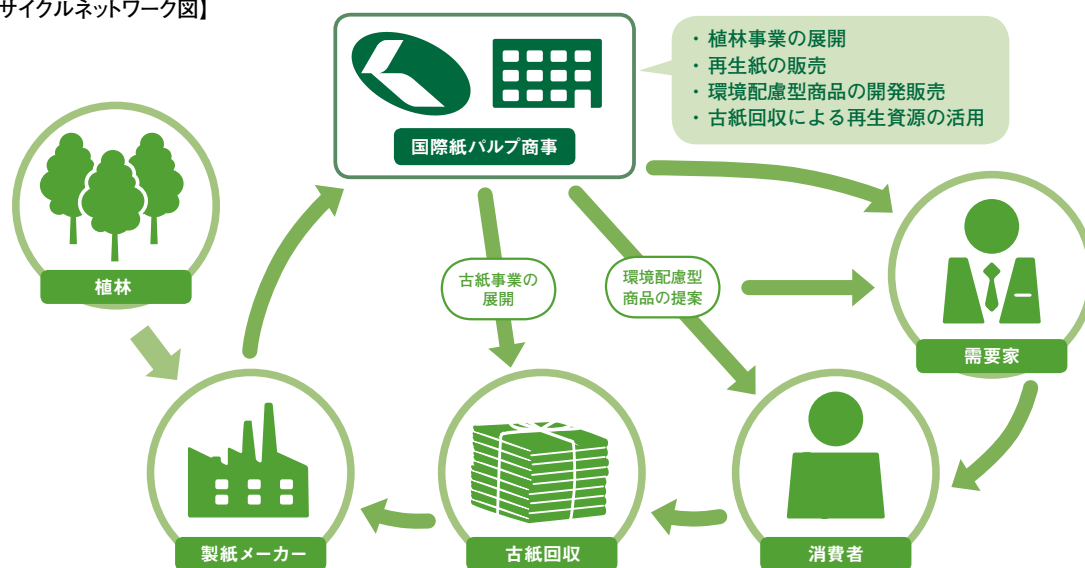 サイクルネットワーク図】
・植林事業の展開
・再生紙の販売
・環境配慮型商品の開発販売
・古紙回収による再生資源の活用
国際紙パルプ商事
植林
古紙事業の
展開
環境配慮型
商品の提案
需要家
製紙メーカー
古紙回収
消費者